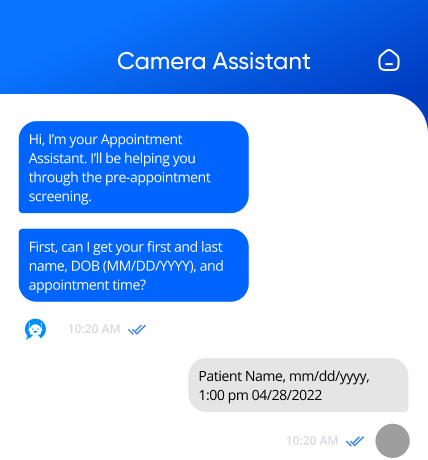 Camera Assistant
Hi, I'm your Appointment
Assistant. I'll be helping you
through the pre-appointment
screening.
First, can I get your first and last
name, DOB (MM/DD/YYYY), and
appointment time?
10:20 AM
Patient Name, mm/dd/yyyy,
1:00 pm 04/28/2022
10:20 AM